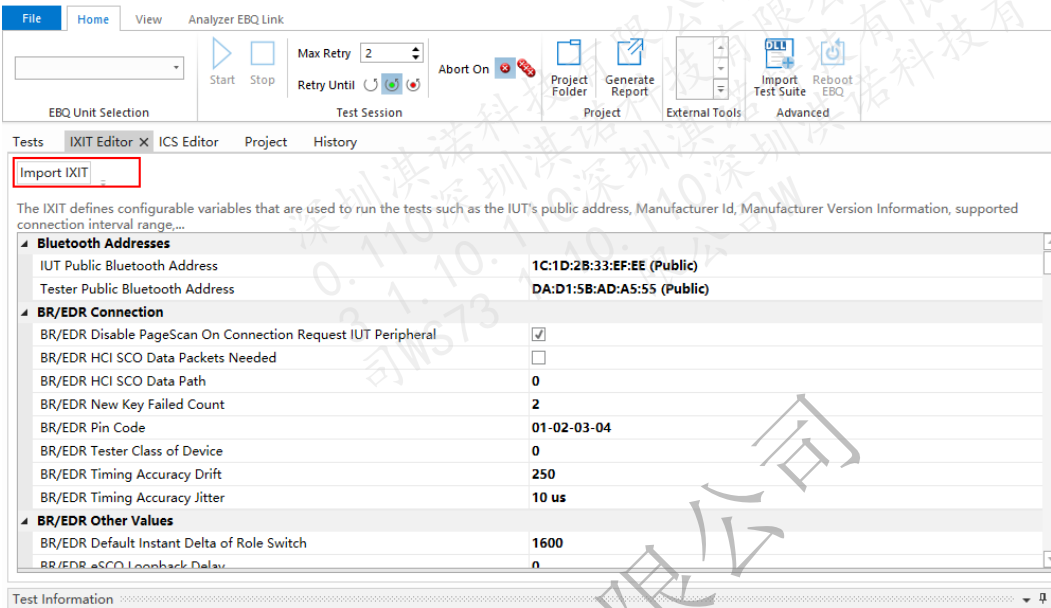 File Home View Analyzer EBQ Link
Start Stop
Max Retry 2
Retry Until
Abort On
Project Folder
Generate Report
Import Test Suite
Reboot EBQ
EBQ Unit Selection Test Session Project External Tools Advanced
Tests IXIT Editor X ICS Editor Project History
Import IXIT
The IXIT defines configurable variables that are used to run the tests such as the IUT's public address, Manufacturer Id, Manufacturer Version Information, supported
connection interval range,...
Bluetooth Addresses
IUT Public Bluetooth Address 1C:1D:2B:33:EF:EE (Public)
Tester Public Bluetooth Address DA:D1:5B:AD:A5:55 (Public)
BR/EDR Connection
BR/EDR Disable PageScan On Connection Request IUT Peripheral
BR/EDR HCI SCO Data Packets Needed
BR/EDR HCI SCO Data Path 0
BR/EDR New Key Failed Count 2
BR/EDR Pin Code 01-02-03-04
BR/EDR Tester Class of Device 0
BR/EDR Timing Accuracy Drift 250
BR/EDR Timing Accuracy Jitter 10 us
BR/EDR Other Values
BR/EDR Default Instant Delta of Role Switch 1600
BR/EDR eSCO Loopback Delay 0
Test Information